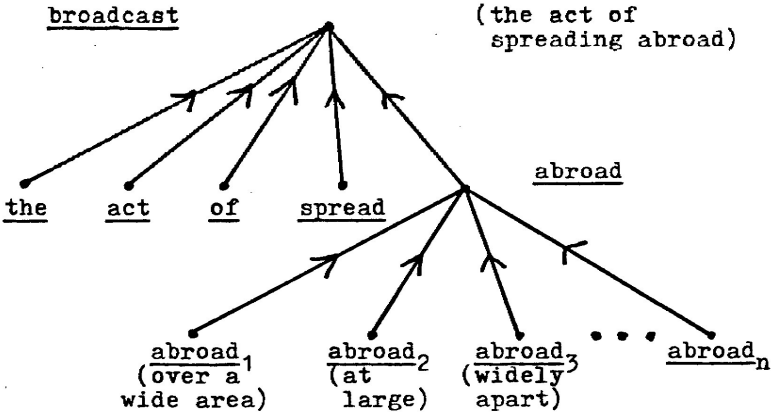 broadcast
(the act of
spreading abroad)
abroad
the act of spread
abroad1 abroad2 abroad3 abroadn
(over a (at (widely
wide area) large) apart)